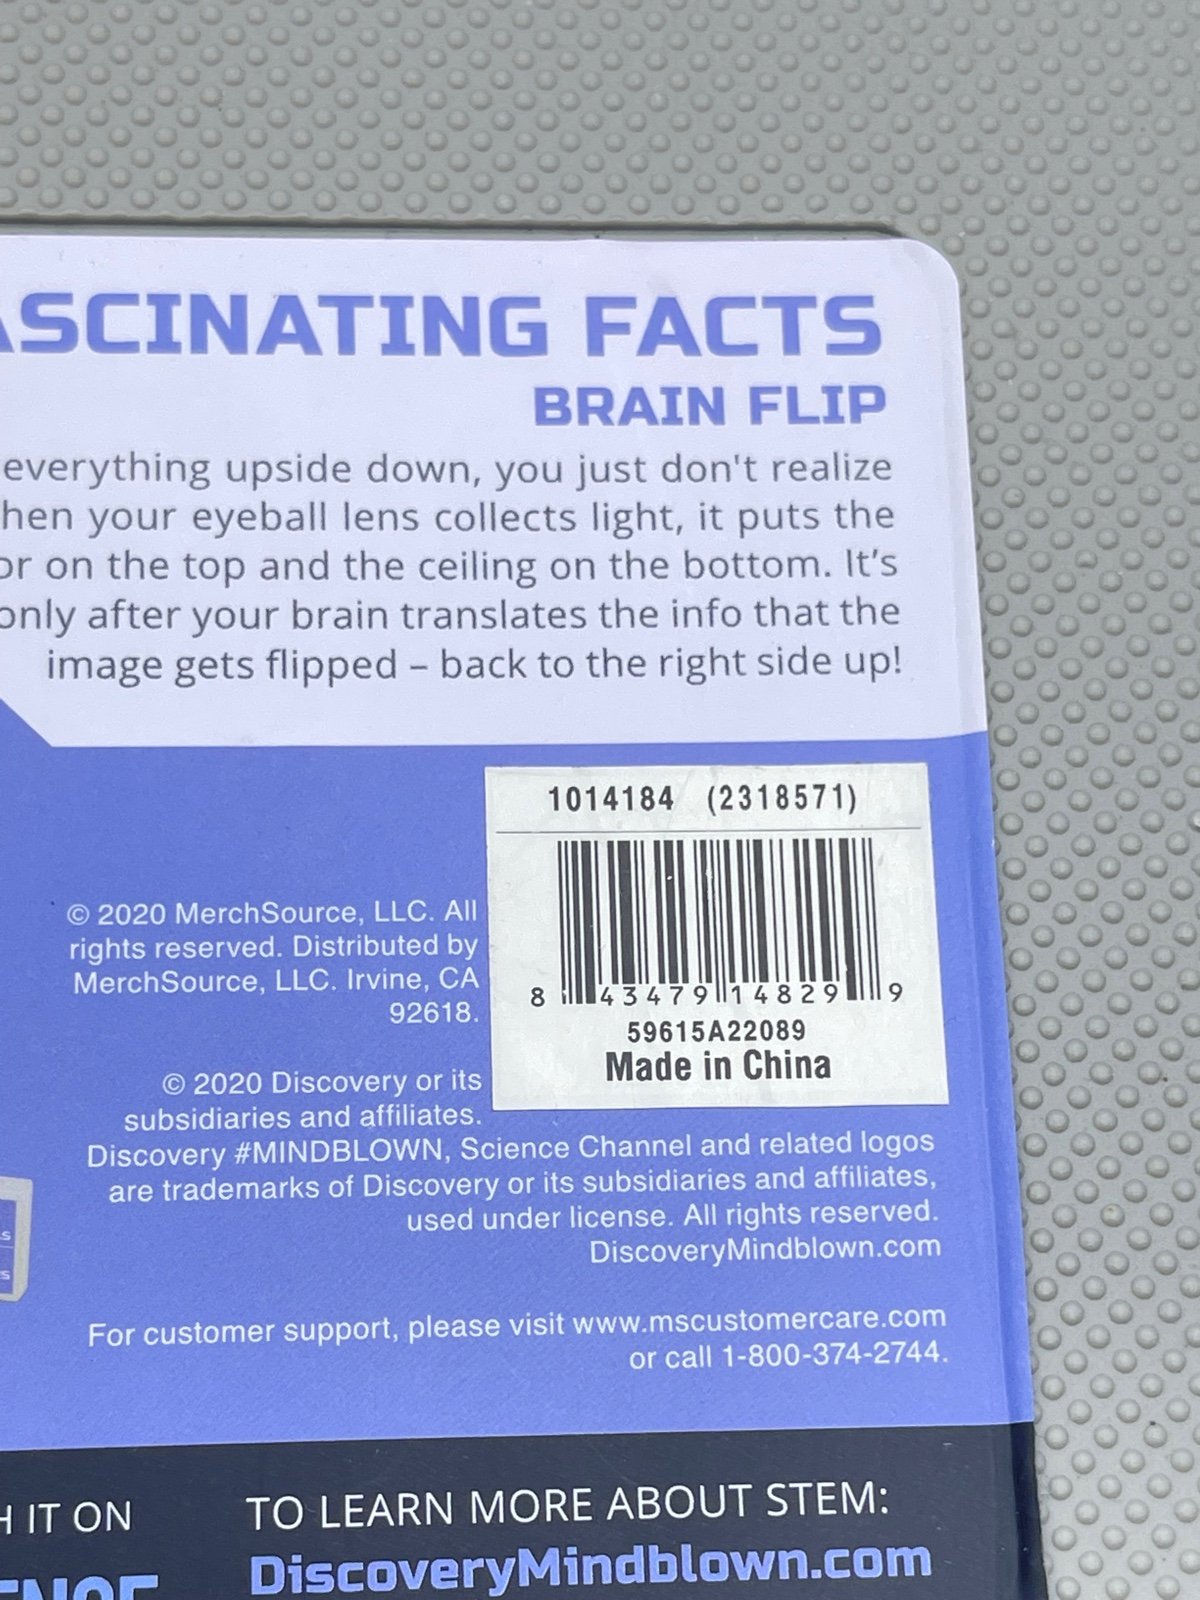 ASCINATING FACTS
BRAIN FLIP
everything upside down, you just don't realize
hen your eyeball lens collects light, it puts the
or on the top and the ceiling on the bottom. It's
only after your brain translates the info that the
image gets flipped – back to the right side up!
1014184 (2318571)
8 43479 14829 9
59615A22089
Made in China
© 2020 MerchSource, LLC. All
rights reserved. Distributed by
MerchSource, LLC. Irvine, CA
92618.
© 2020 Discovery or its
subsidiaries and affiliates.
Discovery #MINDBLOWN, Science Channel and related logos
are trademarks of Discovery or its subsidiaries and affiliates,
used under license. All rights reserved.
DiscoveryMindblown.com
For customer support, please visit www.mscustomercare.com
or call 1-800-374-2744.
H IT ON
TO LEARN MORE ABOUT STEM:
DiscoveryMindblown.com